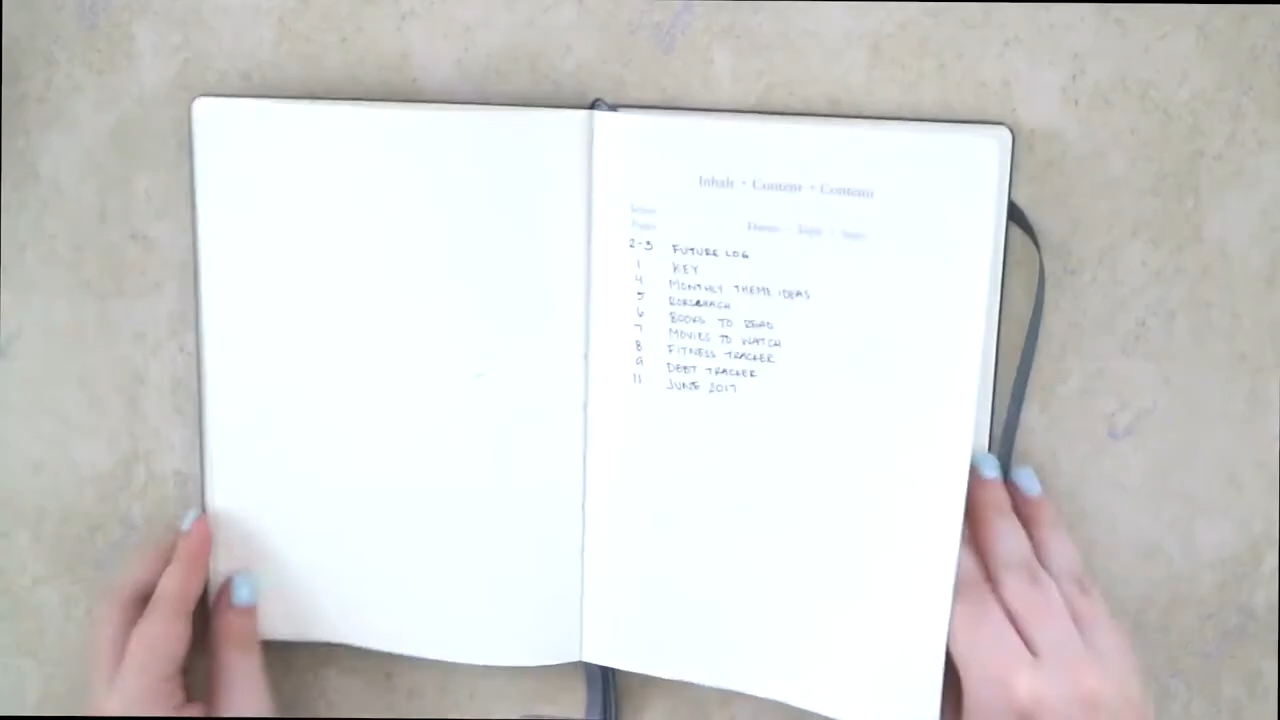 Inhalt • Content • Contenu
2-3 FUTURE LOG
1 KEY
4 MONTHLY THEME IDEAS
5 RORSCHACH
6 BOOKS TO READ
7 MOVIES TO WATCH
8 FITNESS TRACKER
9 DEBT TRACKER
11 JUNE 2017